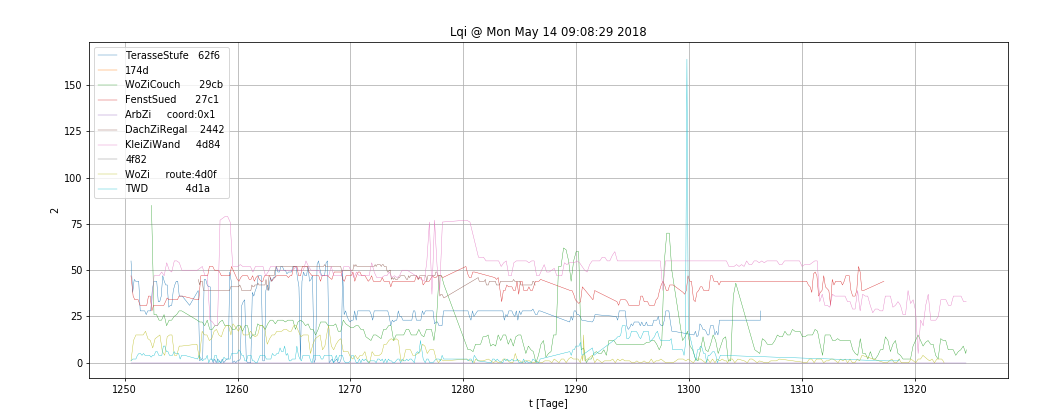 Lqi @ Mon May 14 09:08:29 2018
TerasseStufe 62f6
174d
WoZiCouch 29cb
FenstSued 27c1
ArbZi coord:0x1
DachZiRegal 2442
KleiZiWand 4d84
4f82
WoZi route:4d0f
TWD 4d1a
150
125
100
75
50
25
0
2
1250 1260 1270 1280 1290 1300 1310 1320
t [Tage]